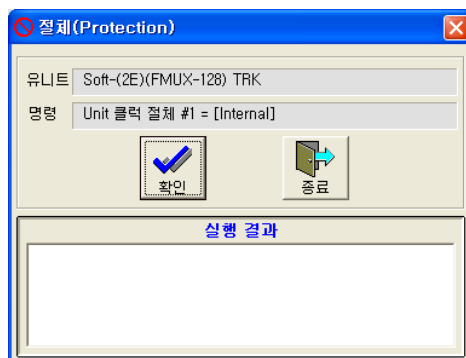 절체(Protection)
유니트 Soft-(2E)(FMUX-128) TRK
명령 Unit 클럭 절체 #1 = [Internal]
확인 종료
실행 결과